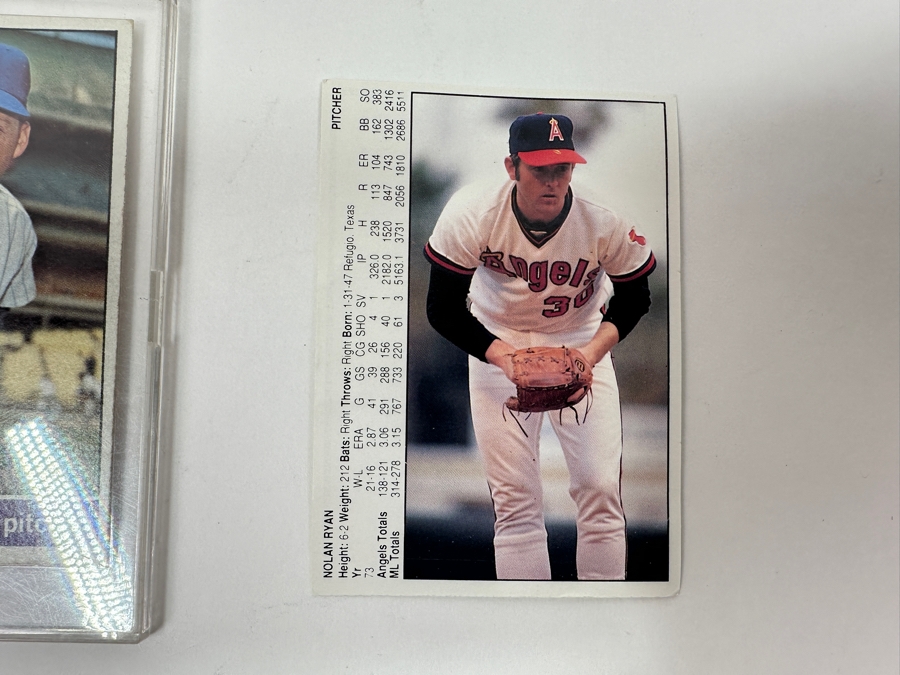 NOLAN RYAN PITCHER
Height: 6-2 Weight: 212 Bats: Right Throws: Right Born: 1-31-47 Refugio, Texas
Yr W-L ERA G GS CG SHO SV IP H R ER BB SO
73 21-16 2.87 41 39 26 4 1 326.0 238 113 104 162 383
Angels Totals 138-121 3.06 291 288 156 40 1 2182.0 1520 847 743 1302 2416
ML Totals 314-278 3.15 767 733 220 61 3 5163.1 3731 2056 1810 2686 5511
A
Angels
30
pitc